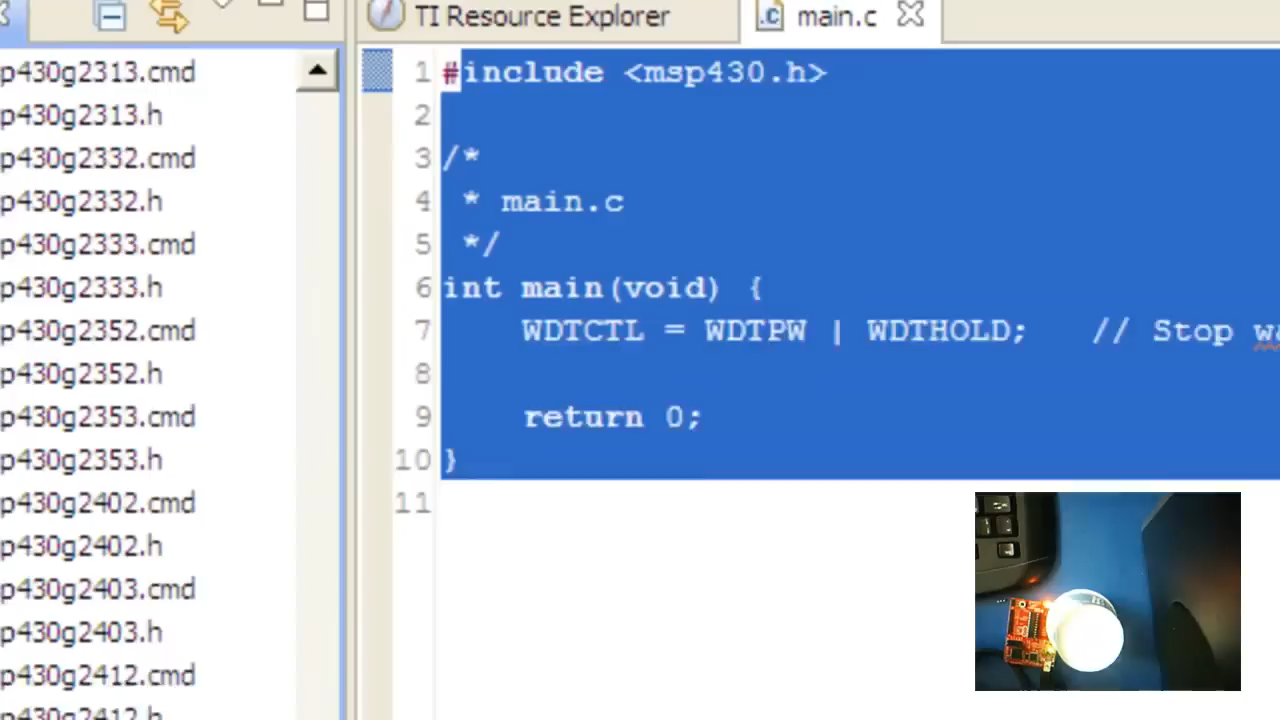 TI Resource Explorer
main.c
p430g2313.cmd
p430g2313.h
p430g2332.cmd
p430g2332.h
p430g2333.cmd
p430g2333.h
p430g2352.cmd
p430g2352.h
p430g2353.cmd
p430g2353.h
p430g2402.cmd
p430g2402.h
p430g2403.cmd
p430g2403.h
p430g2412.cmd
p430g2412.h
1 #include <msp430.h>
2
3 /*
4 * main.c
5 */
6 int main(void) {
7 WDTCTL = WDTPW | WDTHOLD; // Stop
8
9 return 0;
10 }
11